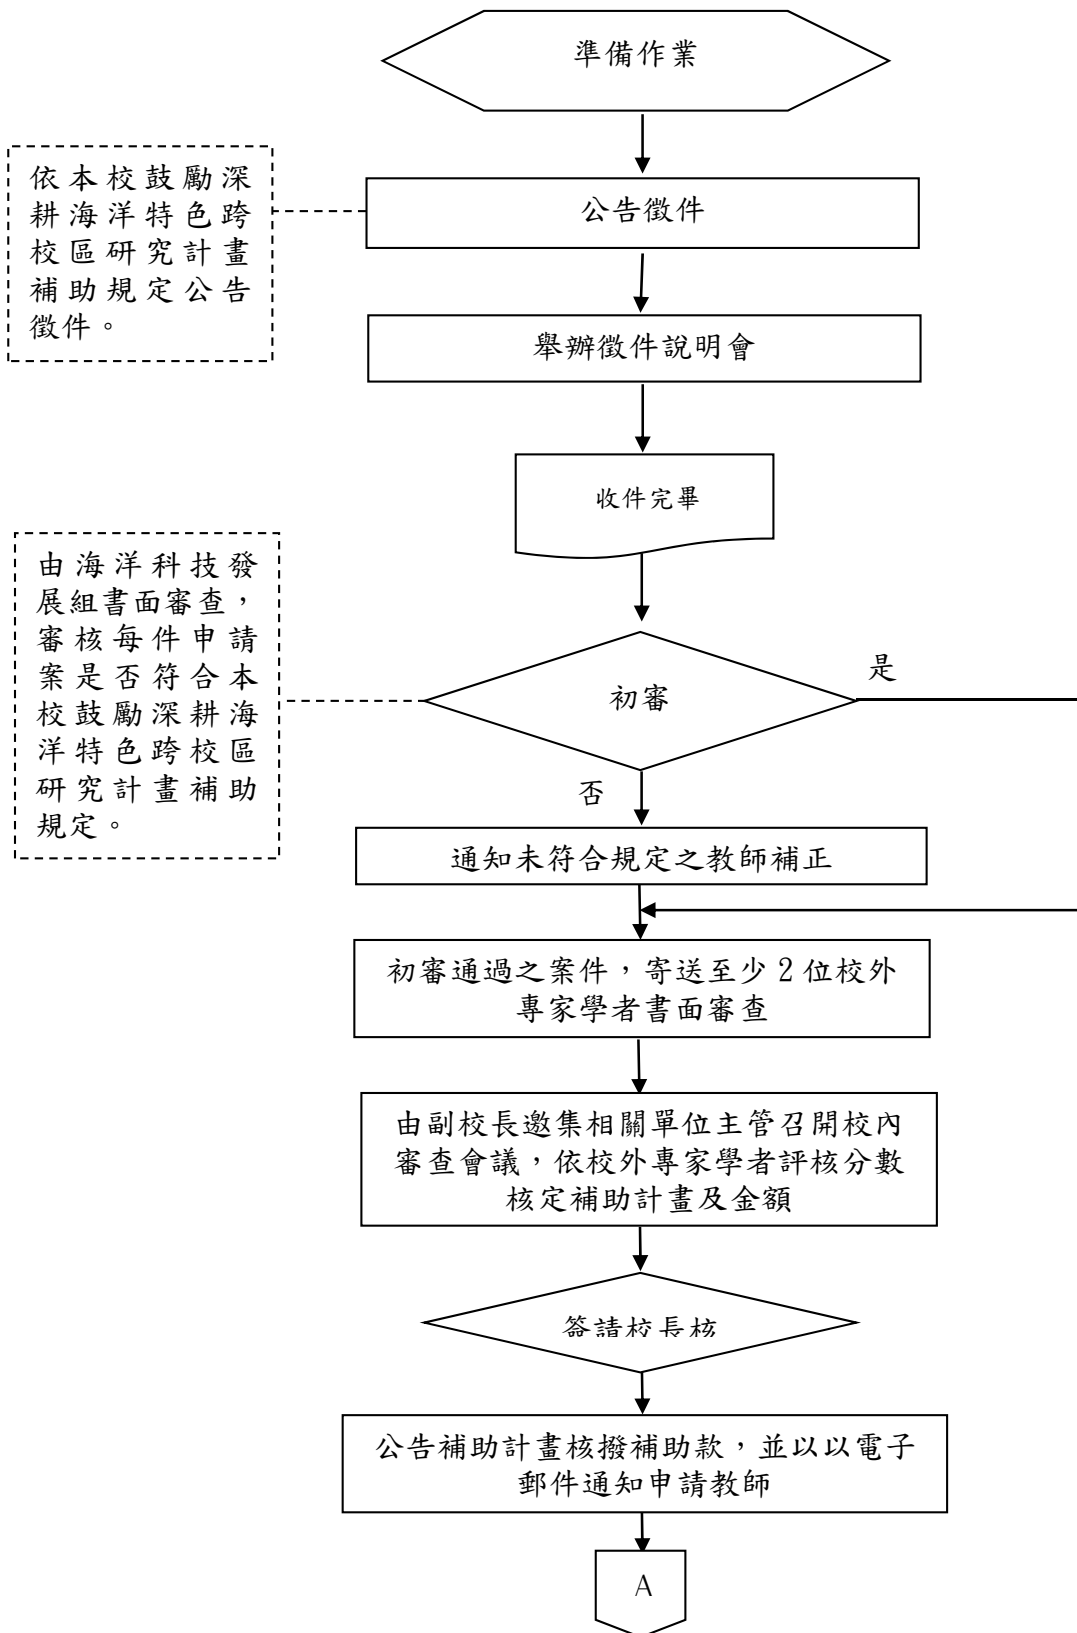 準備作業
依本校鼓勵深
耕海洋特色跨
校區研究計畫
補助規定公告
徵件。
公告徵件
舉辦徵件說明會
收件完畢
由海洋科技發
展組書面審查，
審核每件申請
案是否符合本
校鼓勵深耕海
洋特色跨校區
研究計畫補助
規定。
初審
是
否
通知未符合規定之教師補正
初審通過之案件，寄送至少2位校外
專家學者書面審查
由副校長邀集相關單位主管召開校內
審查會議，依校外專家學者評核分數
核定補助計畫及金額
簽請校長核
公告補助計畫核撥補助款，並以以電子
郵件通知申請教師
A